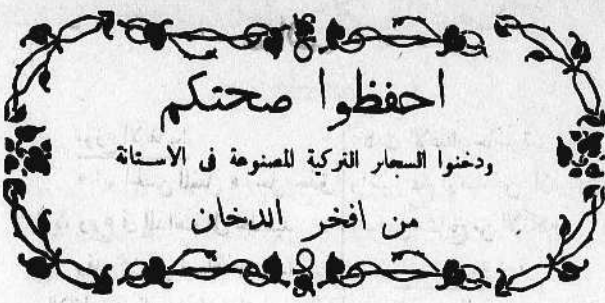 احفظوا صحتكم
ودخنوا السجار التركية المصنوعة فى الاستانة
من افخر الدخان